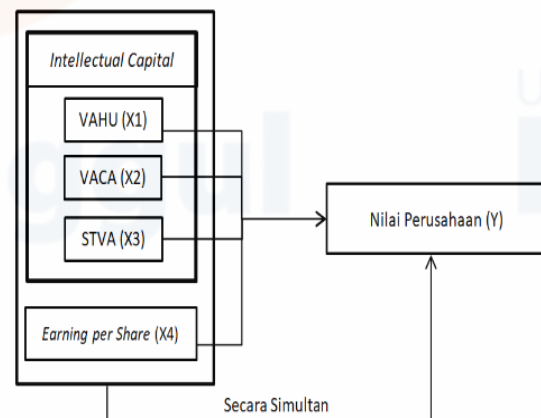 Intellectual Capital
VAHU (X1)
VACA (X2)
STVA (X3)
Nilai Perusahaan (Y)
Earning per Share (X4)
Secara Simultan